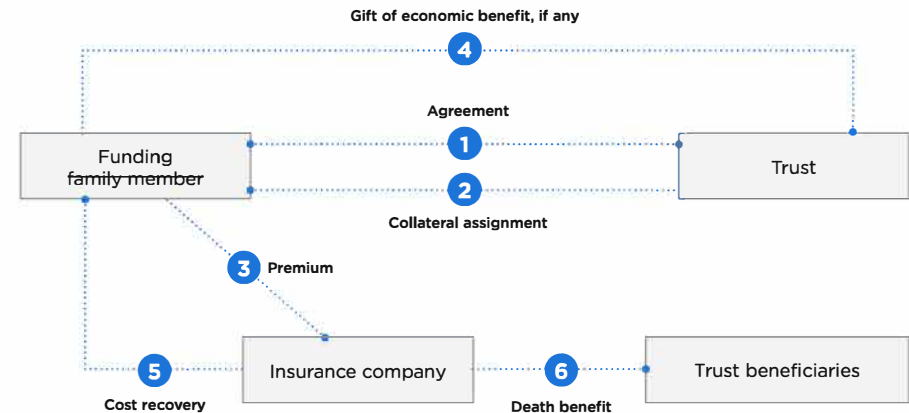 Gift of economic benefit, if any
4
Agreement
1
Funding
family member
Trust
2
Collateral assignment
3 Premium
Insurance company
Trust beneficiaries
5
6
Cost recovery
Death benefit